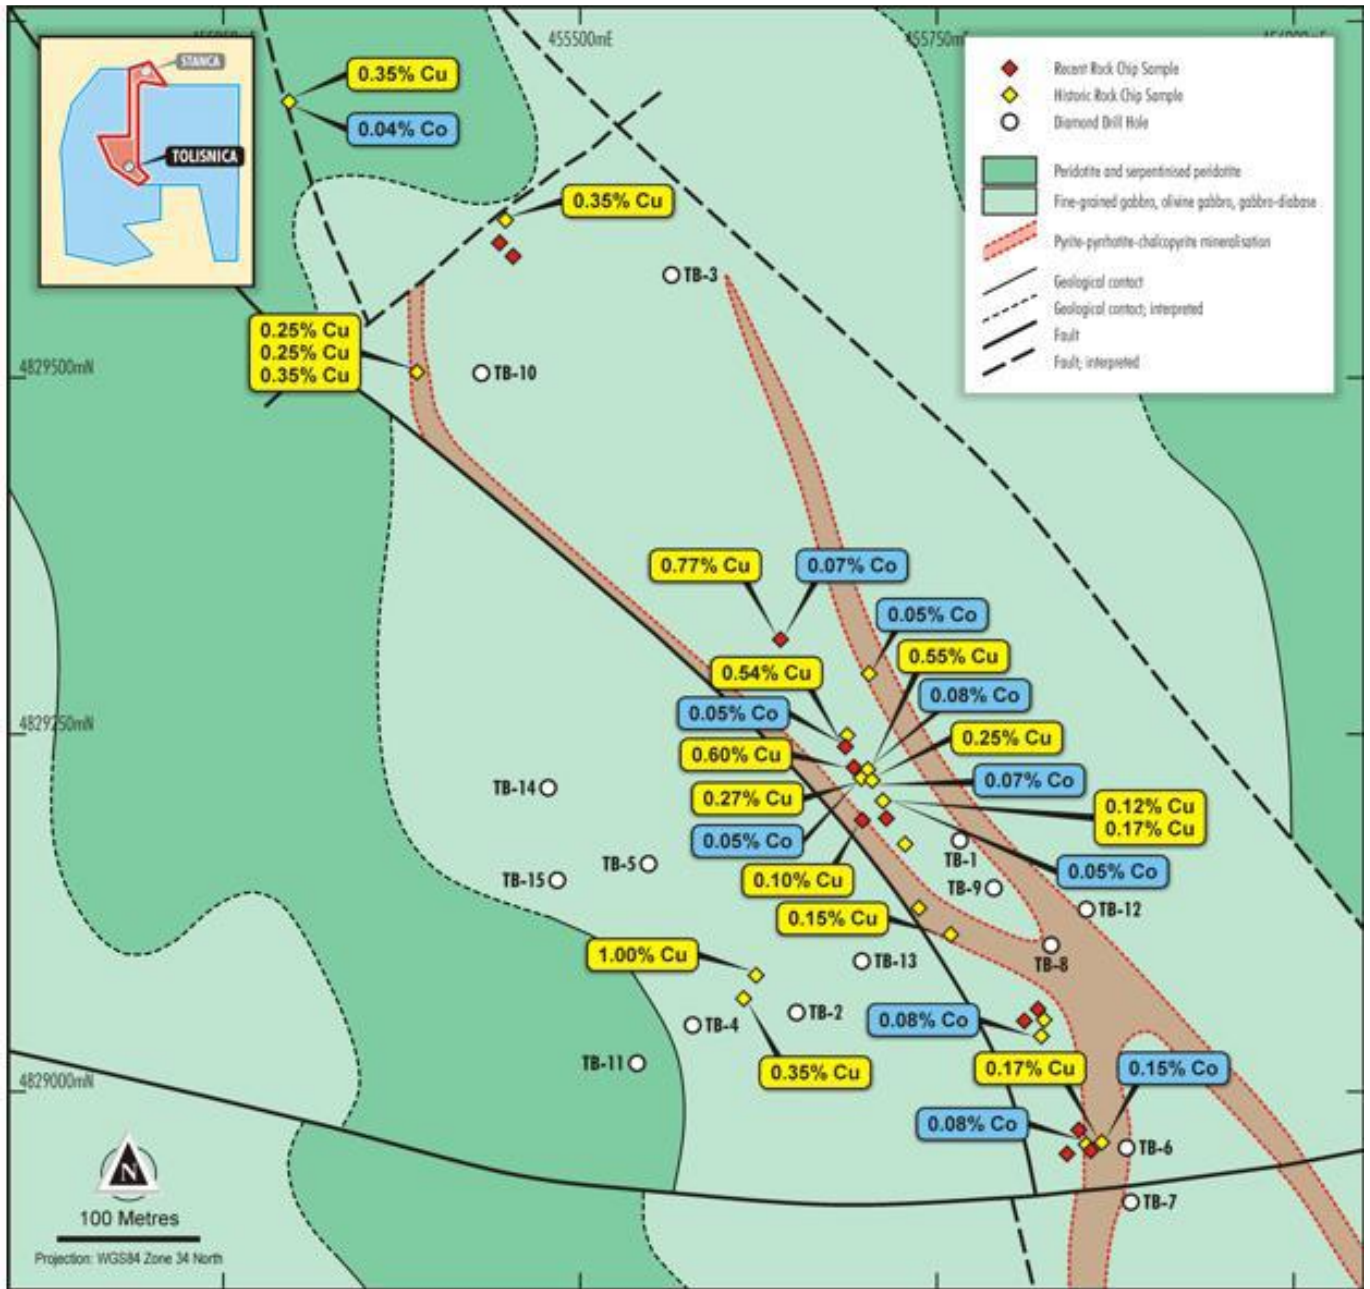 455500mE
STANCA
TOLISNICA
0.35% Cu
0.04% Co
0.35% Cu
Recent Rock Chip Sample
Historic Rock Chip Sample
Diamond Drill Hole
Peridotite and serpentinised peridotite
Fine-grained gabbro, olivine gabbro, gabbro-diabase
Pyrite-pyrrhotite-chalcopyrite mineralisation
Geological contact
Geological contact; interpreted
Fault
Fault; interpreted
TB-3
0.25% Cu
0.25% Cu
0.35% Cu
4829500mN
TB-10
0.77% Cu
0.07% Co
0.05% Co
0.54% Cu
0.55% Cu
0.05% Co
0.08% Co
4829250mN
0.60% Cu
0.25% Cu
0.27% Cu
0.07% Co
TB-14
0.12% Cu
0.17% Cu
0.05% Co
TB-1
TB-5
0.05% Co
TB-15
0.10% Cu
TB-9
TB-12
0.15% Cu
1.00% Cu
TB-13
TB-8
TB-4
TB-2
0.08% Co
TB-11
0.35% Cu
0.17% Cu
0.15% Co
4829000mN
0.08% Co
TB-6
TB-7
N
100 Metres
Projection: WGS84 Zone 34 North